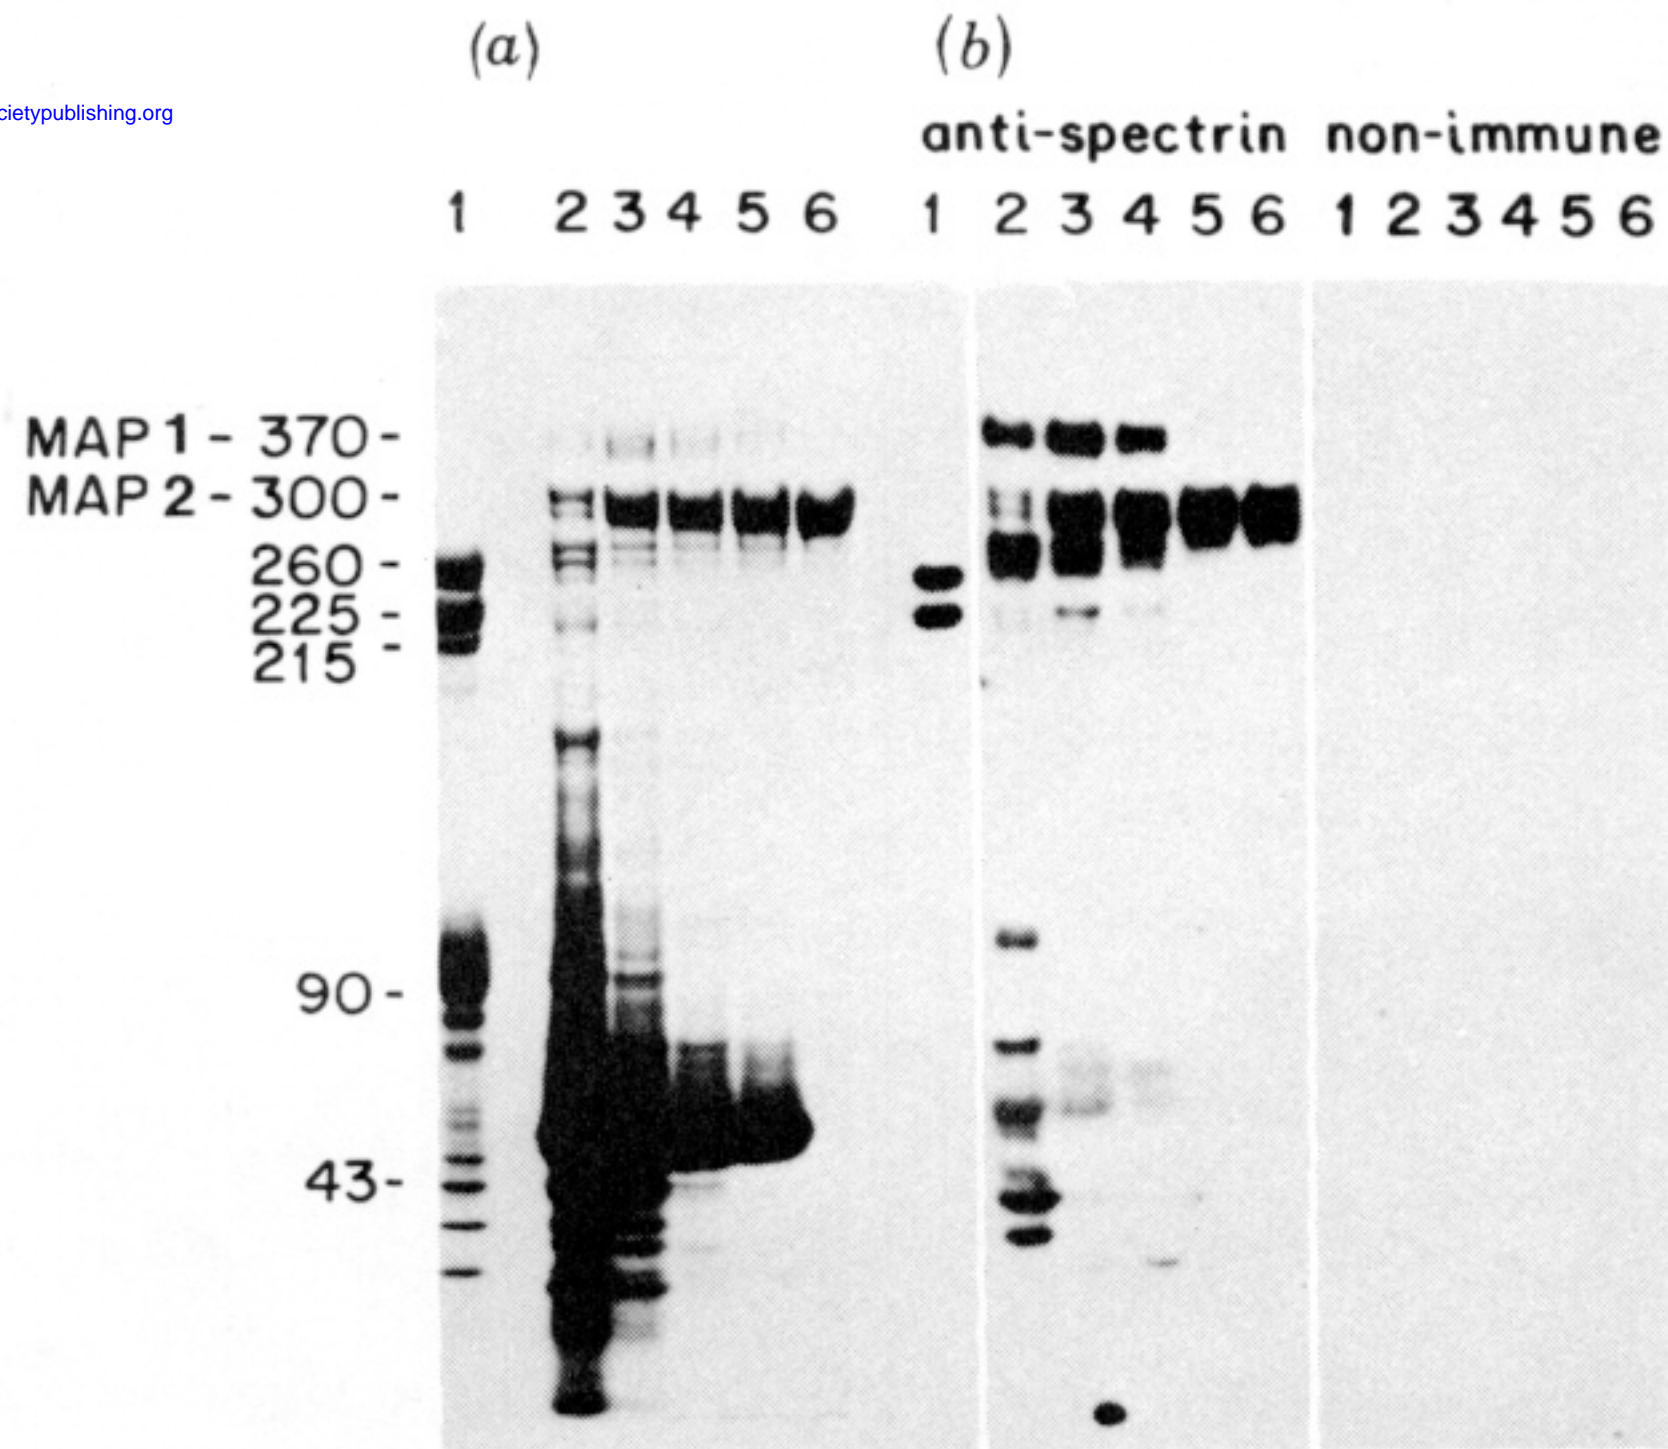 (a) (b)
cietypublishing.org
anti-spectrin non-immune
1 2 3 4 5 6 1 2 3 4 5 6 1 2 3 4 5 6
MAP 1 - 370 -
MAP 2 - 300 -
260 -
225 -
215 -
90 -
43 -